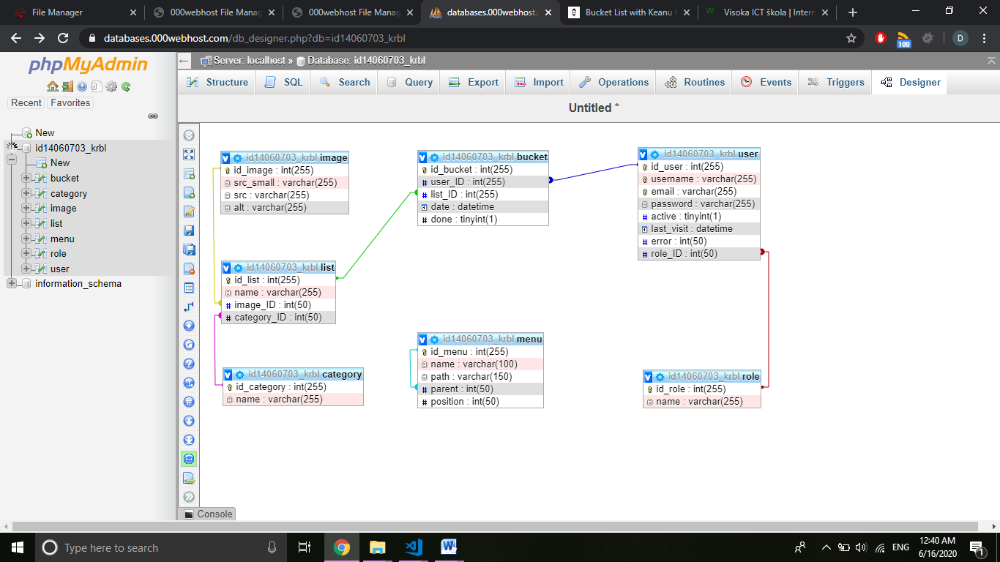 File Manager
000webhost File Manag
000webhost File Manag
databases.000webhost.
Bucket List with Keanu
Visoka ICT škola | Intern
databases.000webhost.com/db_designer.php?db=id14060703_krbl
100
D
phpMyAdmin
Recent
Favorites
New
id14060703_krbl
New
bucket
category
image
list
menu
role
user
information_schema
Server: localhost » Database: id14060703_krbl
Structure
SQL
Search
Query
Export
Import
Operations
Routines
Events
Triggers
Designer
Untitled *
id14060703_krbl image
id_image : int(255)
src_small : varchar(255)
src : varchar(255)
alt : varchar(255)
id14060703_krbl bucket
id_bucket : int(255)
user_ID : int(255)
list_ID : int(255)
date : datetime
done : tinyint(1)
id14060703_krbl user
id_user : int(255)
username : varchar(255)
email : varchar(255)
password : varchar(255)
active : tinyint(1)
last_visit : datetime
error : int(50)
role_ID : int(50)
id14060703_krbl list
id_list : int(255)
name : varchar(255)
image_ID : int(50)
category_ID : int(50)
id14060703_krbl menu
id_menu : int(255)
name : varchar(100)
path : varchar(150)
parent : int(50)
position : int(50)
id14060703_krbl category
id_category : int(255)
name : varchar(255)
id14060703_krbl role
id_role : int(255)
name : varchar(255)
Console
Type here to search
ENG
12:40 AM
6/16/2020
1